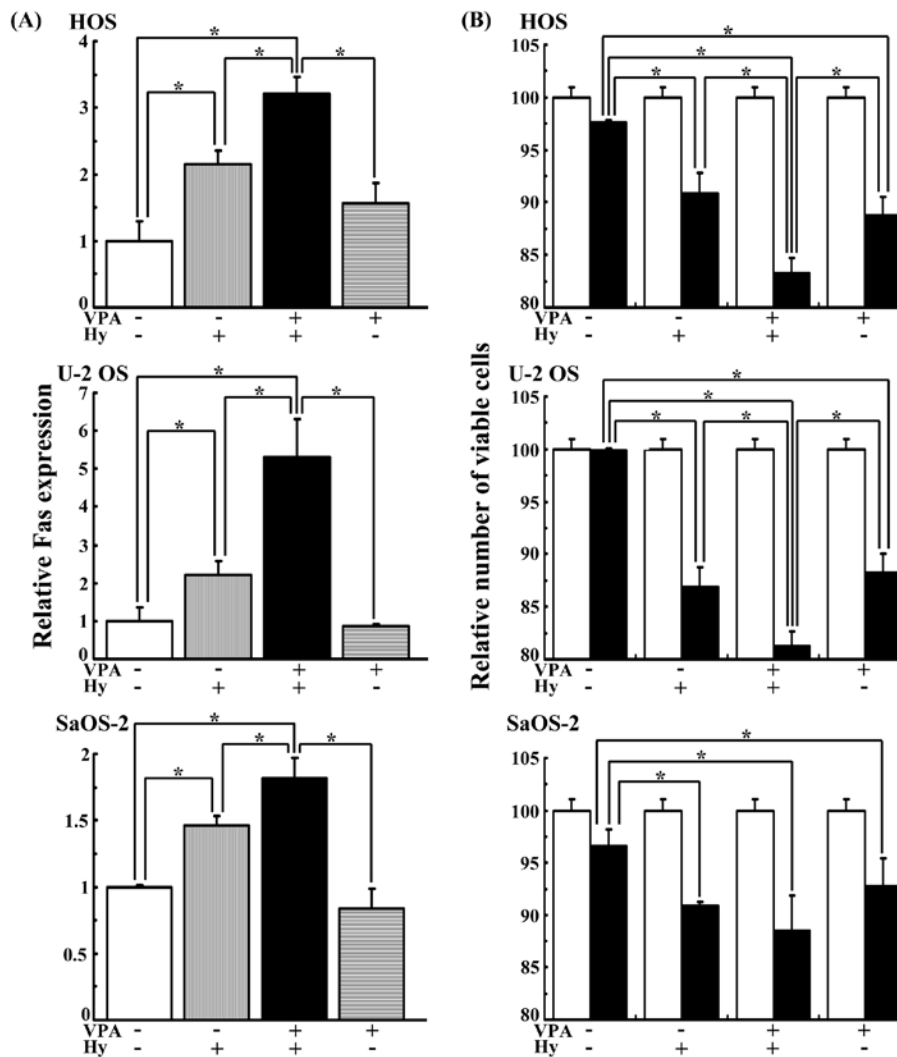 (A)
HOS
Relative Fas expression
4
*
*
*
*
3
2
1
0
VPA - - + +
Hy - + + -
U-2 OS
7
*
*
*
*
6
5
4
3
2
1
0
VPA - - + +
Hy - + + -
SaOS-2
2
*
*
*
*
1.5
1
0.5
0
VPA - - + +
Hy - + + -
(B)
HOS
Relative number of viable cells
105
*
*
*
*
*
100
95
90
85
80
VPA - - + +
Hy - + + -
U-2 OS
105
*
*
*
*
*
100
95
90
85
80
VPA - - + +
Hy - + + -
SaOS-2
105
*
*
*
100
95
90
85
80
VPA - - + +
Hy - + + -